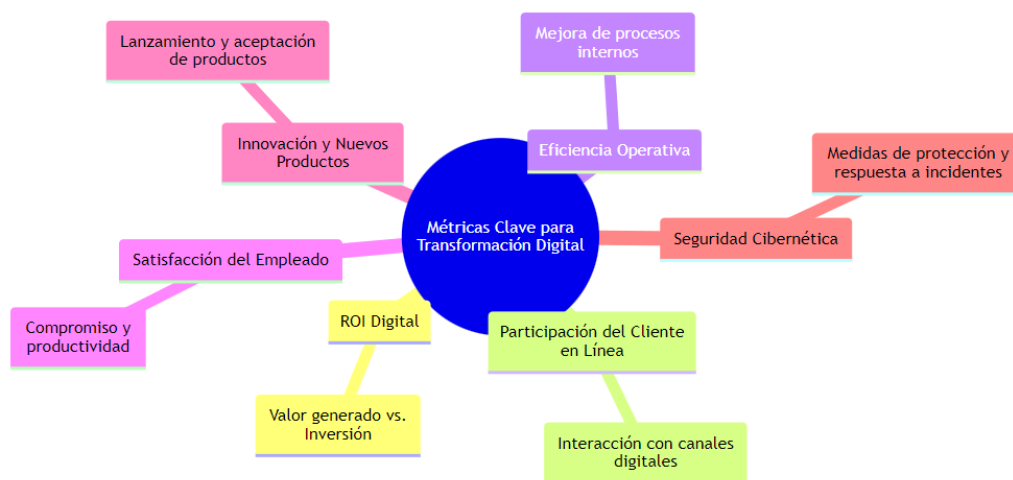 Lanzamiento y aceptación
de productos
Mejora de procesos
internos
Innovación y Nuevos
Productos
Eficiencia Operativa
Medidas de protección y
respuesta a incidentes
Métricas Clave para
Transformación Digital
Seguridad Cibernética
Satisfacción del Empleado
Compromiso y
productividad
ROI Digital
Participación del Cliente
en Línea
Valor generado vs.
Inversión
Interacción con canales
digitales